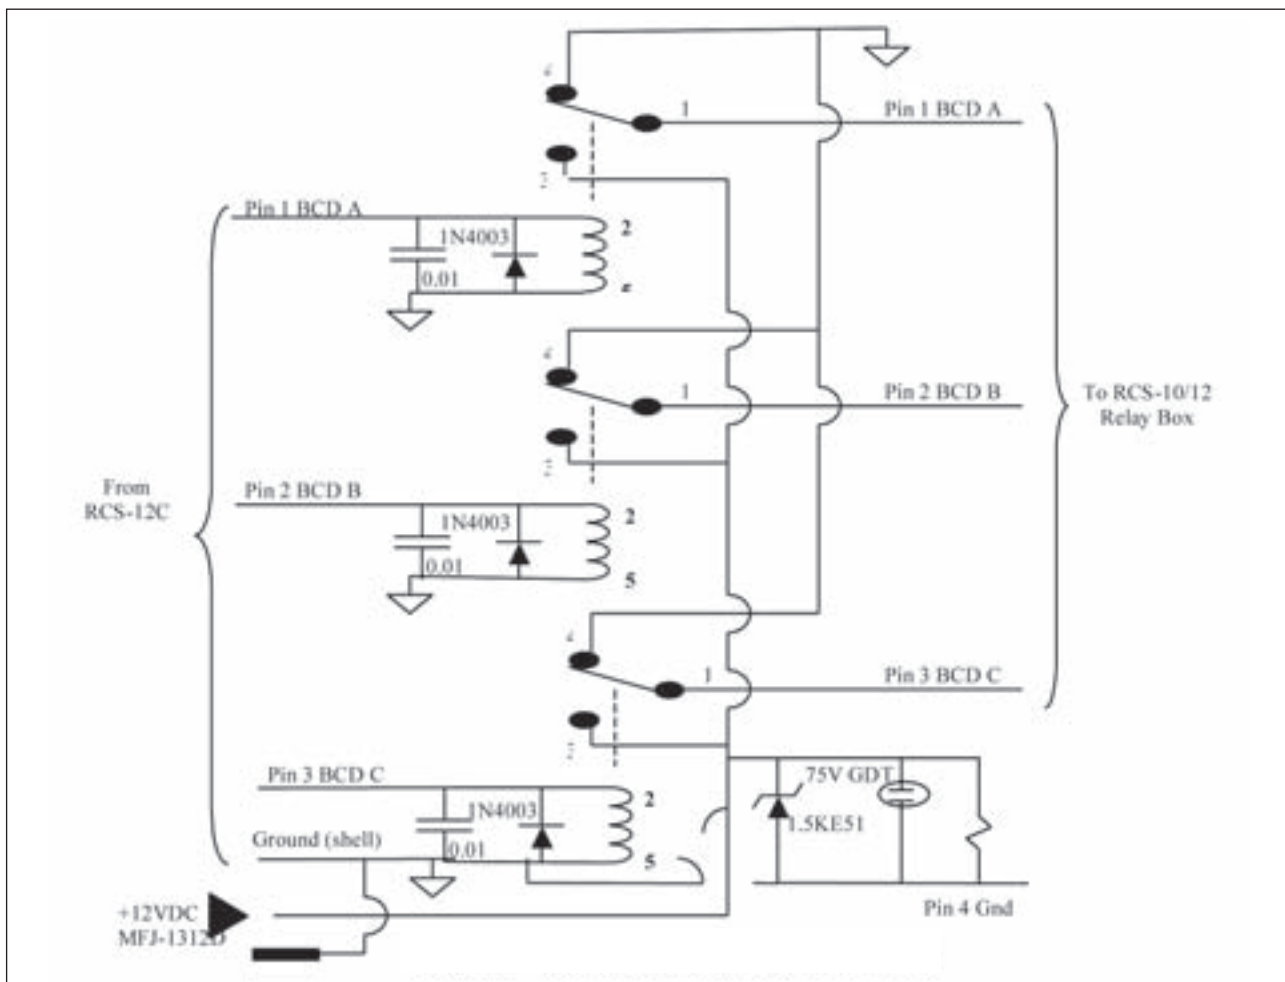 1
Pin 1 BCD A
Pin 1 BCD A
1N4003
2
0.01
1
Pin 2 BCD B
To RCS-10/12
Relay Box
From
RCS-12C
Pin 2 BCD B
1N4003
2
0.01
5
1
Pin 3 BCD C
Pin 3 BCD C
1N4003
2
75V GDT
1.5KE51
Ground (shell)
0.01
5
+12VDC
MFJ-1312D
Pin 4 Gnd